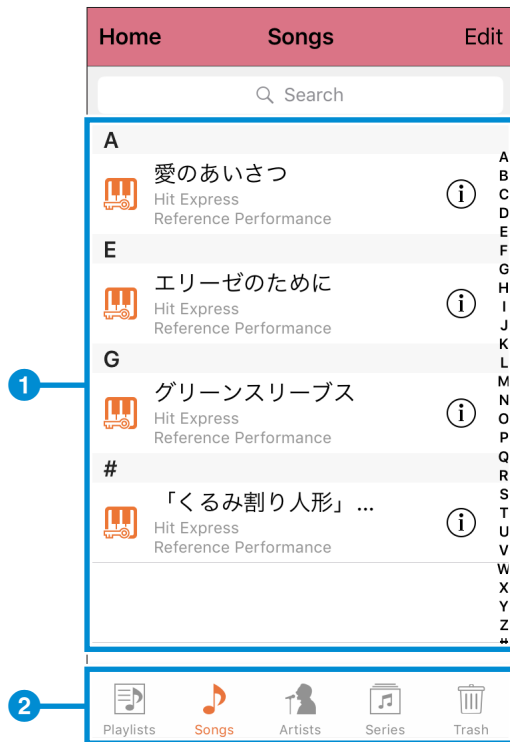 Home Songs Edit
Search
A
愛のあいさつ
Hit Express
Reference Performance
E
エリーゼのために
Hit Express
Reference Performance
G
グリーンスリーブス
Hit Express
Reference Performance
#
「くるみ割り人形」...
Hit Express
Reference Performance
A
B
C
D
E
F
G
H
I
J
K
L
M
N
O
P
Q
R
S
T
U
V
W
X
Y
Z
#
1
2
Playlists Songs Artists Series Trash